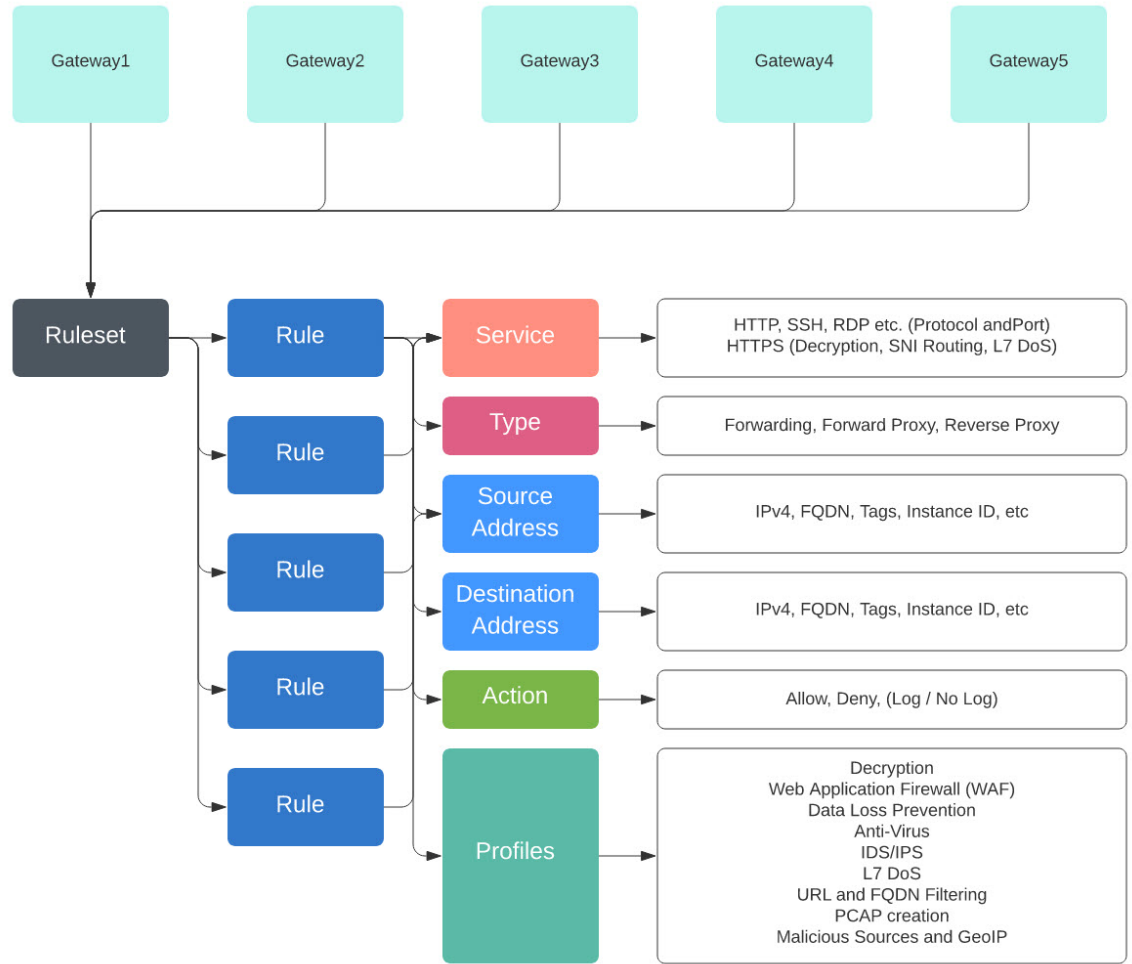 Gateway1
Gateway2
Gateway3
Gateway4
Gateway5
Ruleset
Rule
Service
HTTP, SSH, RDP etc. (Protocol andPort)
HTTPS (Decryption, SNI Routing, L7 DoS)
Type
Forwarding, Forward Proxy, Reverse Proxy
Rule
Source
Address
IPv4, FQDN, Tags, Instance ID, etc
Rule
Destination
Address
IPv4, FQDN, Tags, Instance ID, etc
Rule
Action
Allow, Deny, (Log / No Log)
Rule
Profiles
Decryption
Web Application Firewall (WAF)
Data Loss Prevention
Anti-Virus
IDS/IPS
L7 DoS
URL and FQDN Filtering
PCAP creation
Malicious Sources and GeoIP